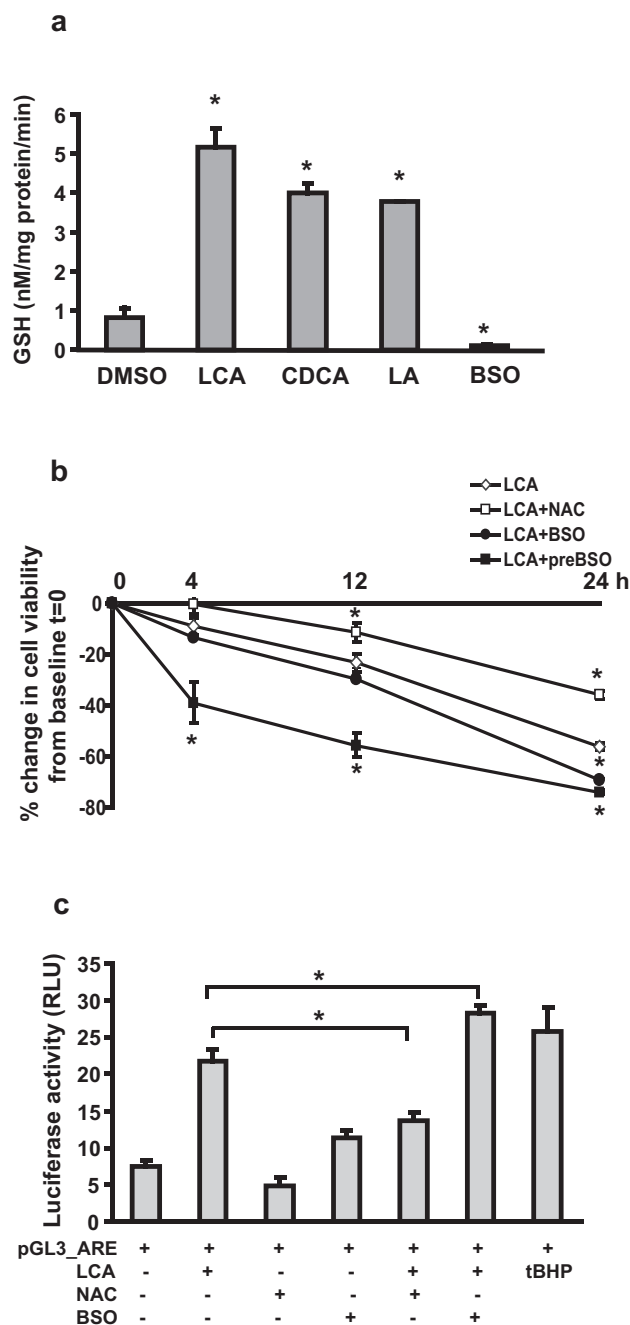 a
GSH (nM/mg protein/min)
6
5
4
3
2
1
0
*
*
*
*
DMSO LCA CDCA LA BSO
b
LCA
LCA+NAC
LCA+BSO
LCA+preBSO
% change in cell viability
from baseline t=0
0 4 12 24 h
0
-20
-40
-60
-80
*
*
*
*
*
*
c
Luciferase activity (RLU)
35
30
25
20
15
10
5
0
*
*
pGL3_ARE + + + + + + +
LCA - + - - + + tBHP
NAC - - + - + -
BSO - - - + - +